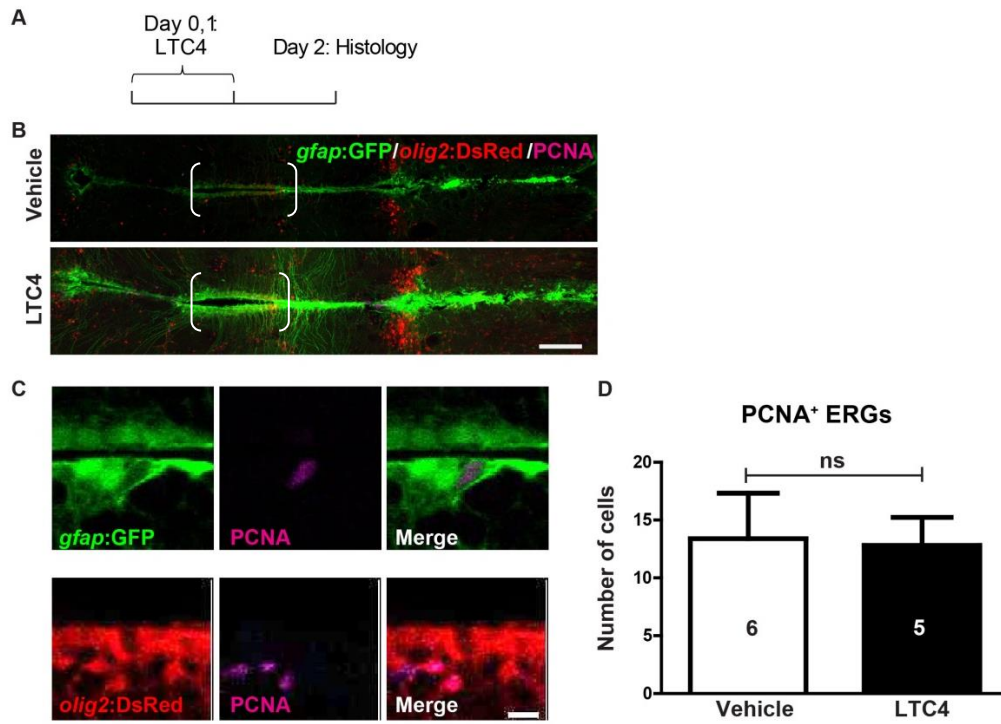 A
Day 0,1:
LTC4
Day 2: Histology
B
Vehicle
gfap:GFP/olig2:DsRed/PCNA
LTC4
C
gfap:GFP
PCNA
Merge
olig2:DsRed
PCNA
Merge
D
PCNA⁺ ERGs
ns
Number of cells
20
15
10
5
0
6
5
Vehicle
LTC4